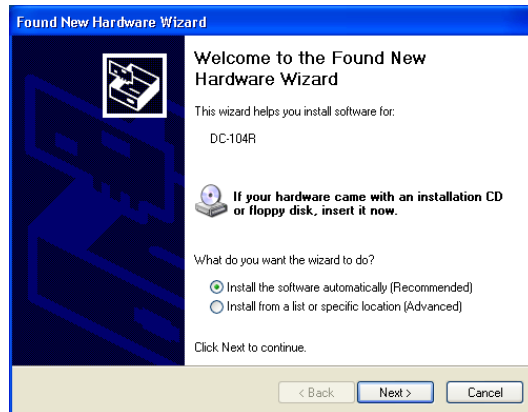 Found New Hardware Wizard
Welcome to the Found New
Hardware Wizard
This wizard helps you install software for:
DC-104R
If your hardware came with an installation CD
or floppy disk, insert it now.
What do you want the wizard to do?
Install the software automatically (Recommended)
Install from a list or specific location (Advanced)
Click Next to continue.
< Back Next > Cancel